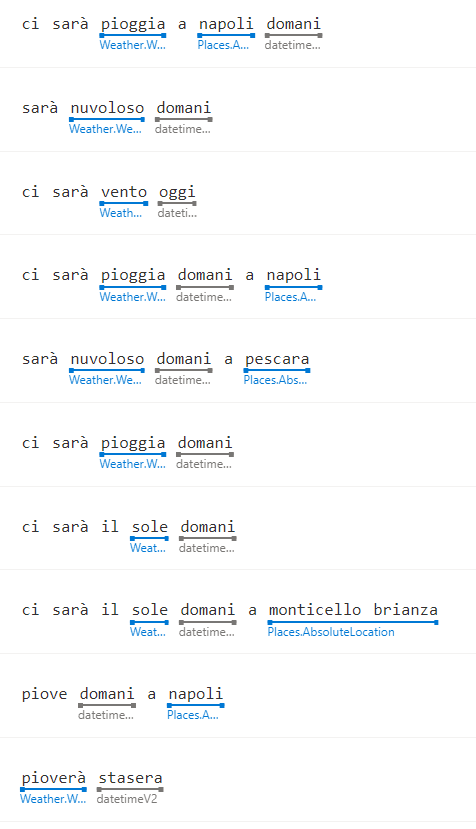 ci sarà pioggia a napoli domani
Weather.W... Places.A... datetime...
sarà nuvoloso domani
Weather.We... datetime...
ci sarà vento oggi
Weath... dateti...
ci sarà pioggia domani a napoli
Weather.W... datetime... Places.A...
sarà nuvoloso domani a pescara
Weather.We... datetime... Places.Abs...
ci sarà pioggia domani
Weather.W... datetime...
ci sarà il sole domani
Weat... datetime...
ci sarà il sole domani a monticello brianza
Weat... datetime... Places.AbsoluteLocation
piove domani a napoli
datetime... Places.A...
pioverà stasera
Weather.W... datetimeV2